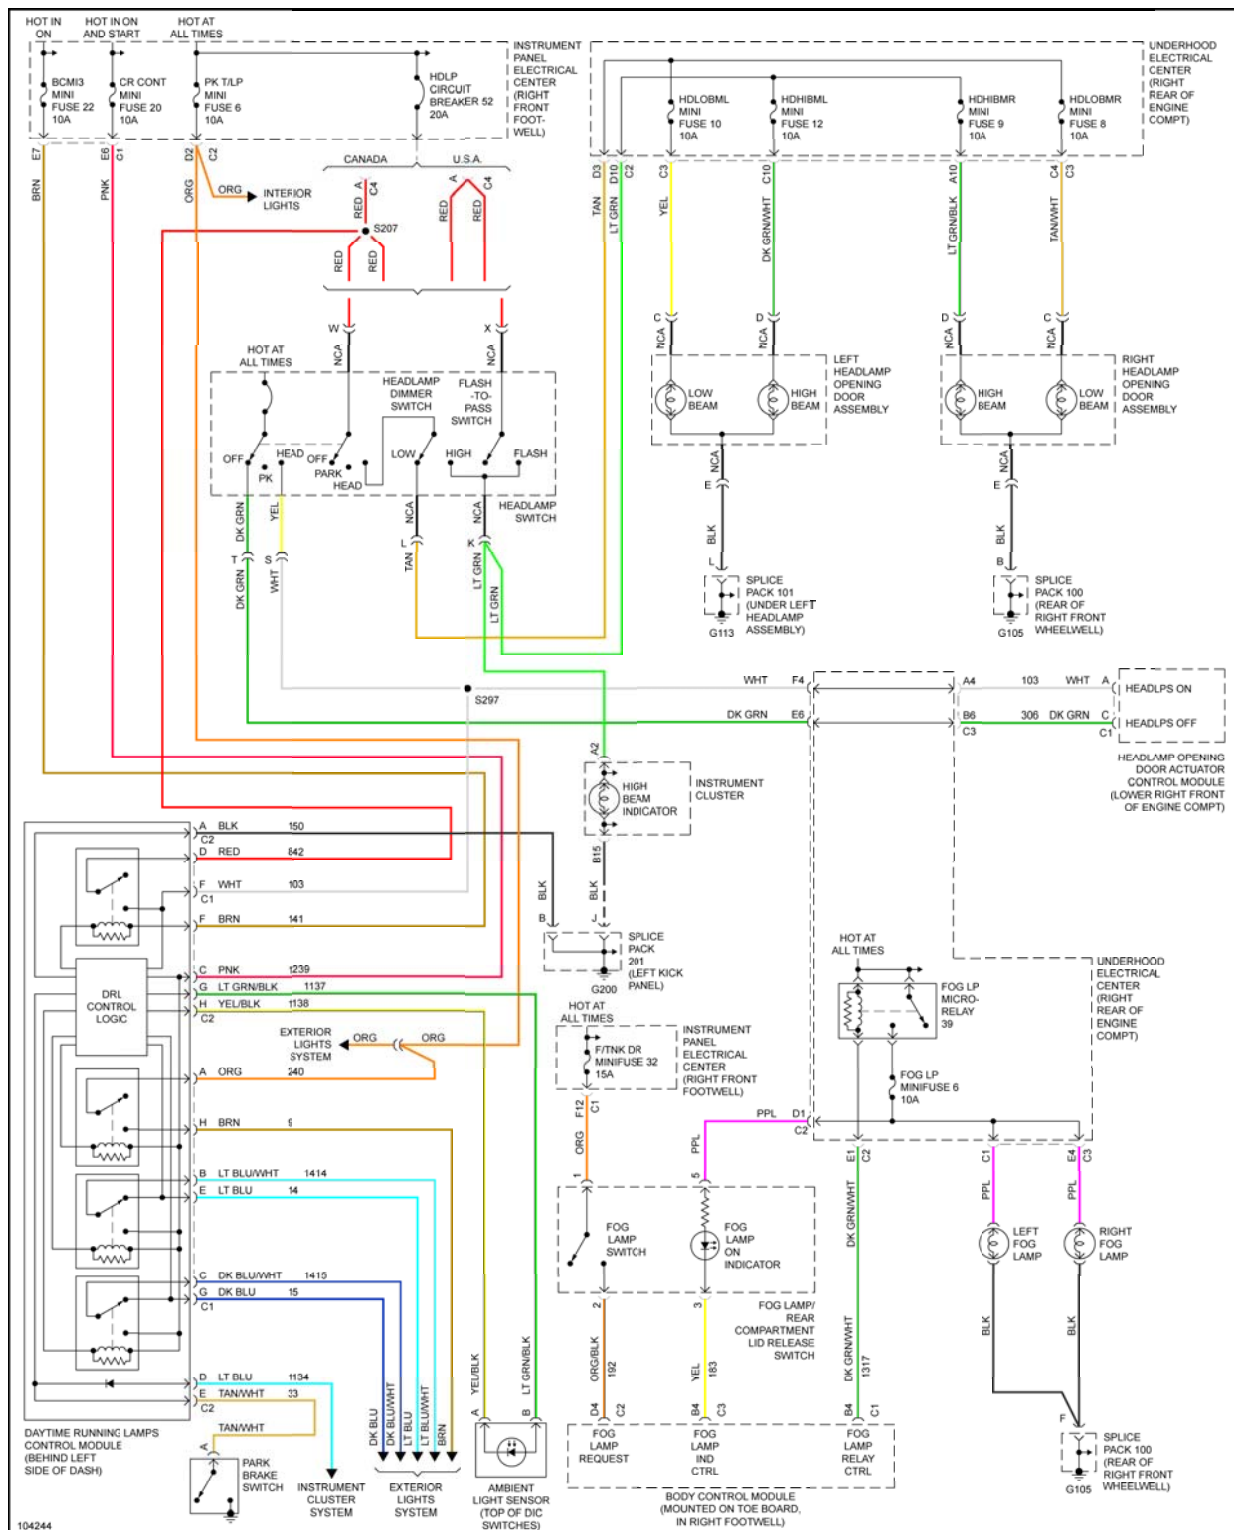 HOT IN
ON
HOT IN ON
AND START
HOT AT
ALL TIMES
BCMI3
MINI
FUSE 22
10A
CR CONT
MINI
FUSE 20
10A
PK T/LP
MINI
FUSE 6
10A
HDLP
CIRCUIT
BREAKER 52
20A
INSTRUMENT
PANEL
ELECTRICAL
CENTER
(RIGHT
FRONT
FOOT-
WELL)
HDLOBML
MINI
FUSE 10
10A
HDHIBML
MINI
FUSE 12
10A
HDHIBMR
MINI
FUSE 9
10A
HDLOBMR
MINI
FUSE 8
10A
UNDERHOOD
ELECTRICAL
CENTER
(RIGHT
REAR OF
ENGINE
COMPT)
E7
E6
C1
D2
C2
BRN
PNK
ORG
ORG
INTERIOR
LIGHTS
CANADA
U.S.A.
A
C4
A
C4
RED
RED
RED
S207
RED
RED
D3
D10
C2
C3
C10
A10
C4
C3
TAN
LT GRN
YEL
DK GRN/WHT
LT GRN/BLK
TAN/WHT
W
X
NCA
NCA
C
D
D
C
NCA
NCA
NCA
NCA
HOT AT
ALL TIMES
HEADLAMP
DIMMER
SWITCH
FLASH
-TO-
PASS
SWITCH
OFF
HEAD
PK
OFF
PARK
HEAD
LOW
HIGH
FLASH
HEADLAMP
SWITCH
LOW
BEAM
HIGH
BEAM
LEFT
HEADLAMP
OPENING
DOOR
ASSEMBLY
HIGH
BEAM
LOW
BEAM
RIGHT
HEADLAMP
OPENING
DOOR
ASSEMBLY
NCA
E
BLK
L
NCA
E
BLK
B
SPLICE
PACK 101
(UNDER LEFT
HEADLAMP
ASSEMBLY)
G113
SPLICE
PACK 100
(REAR OF
RIGHT FRONT
WHEELWELL)
G105
DK GRN
YEL
NCA
NCA
T
S
L
K
DK GRN
WHT
TAN
LT GRN
LT GRN
S297
WHT
F4
DK GRN
E6
A4
103
WHT
A
B6
306
DK GRN
C
C3
C1
HEADLPS ON
HEADLPS OFF
HEADLAMP OPENING
DOOR ACTUATOR
CONTROL MODULE
(LOWER RIGHT FRONT
OF ENGINE COMPT)
A2
HIGH
BEAM
INDICATOR
INSTRUMENT
CLUSTER
B15
BLK
BLK
B
J
SPLICE
PACK
201
(LEFT KICK
PANEL)
G200
A BLK 150
C2
D RED 842
F WHT 103
C1
F BRN 141
C PNK 1239
G LT GRN/BLK 1137
H YEL/BLK 1138
C2
DRL
CONTROL
LOGIC
EXTERIOR
LIGHTS
SYSTEM
ORG
ORG
A ORG 240
H BRN 9
B LT BLU/WHT 1414
E LT BLU 14
C DK BLU/WHT 1415
G DK BLU 15
C1
D LT BLU 1134
E TAN/WHT 33
C2
TAN/WHT
A
DAYTIME RUNNING LAMPS
CONTROL MODULE
(BEHIND LEFT
SIDE OF DASH)
PARK
BRAKE
SWITCH
INSTRUMENT
CLUSTER
SYSTEM
DK BLU
DK BLU/WHT
LT BLU
LT BLU/WHT
BRN
EXTERIOR
LIGHTS
SYSTEM
YEL/BLK
A
LT GRN/BLK
B
AMBIENT
LIGHT SENSOR
(TOP OF DIC
SWITCHES)
HOT AT
ALL TIMES
F/TNK DR
MINIFUSE 32
15A
INSTRUMENT
PANEL
ELECTRICAL
CENTER
(RIGHT FRONT
FOOTWELL)
F12
C1
ORG
1
PPL
D1
C2
PPL
5
FOG
LAMP
SWITCH
FOG
LAMP
ON
INDICATOR
2
3
FOG LAMP/
REAR
COMPARTMENT
LID RELEASE
SWITCH
ORG/BLK
192
YEL
183
D4
C2
B4
C3
DK GRN/WHT
DK GRN/WHT
1317
B4
C1
FOG
LAMP
REQUEST
FOG
LAMP
IND
CTRL
FOG
LAMP
RELAY
CTRL
BODY CONTROL MODULE
(MOUNTED ON TOE BOARD,
IN RIGHT FOOTWELL)
HOT AT
ALL TIMES
FOG LP
MICRO-
RELAY
39
FOG LP
MINIFUSE 6
10A
UNDERHOOD
ELECTRICAL
CENTER
(RIGHT
REAR OF
ENGINE
COMPT)
E1
C2
C1
E4
C3
PPL
PPL
LEFT
FOG
LAMP
RIGHT
FOG
LAMP
BLK
BLK
F
SPLICE
PACK 100
(REAR OF
RIGHT FRONT
WHEELWELL)
G105
104244